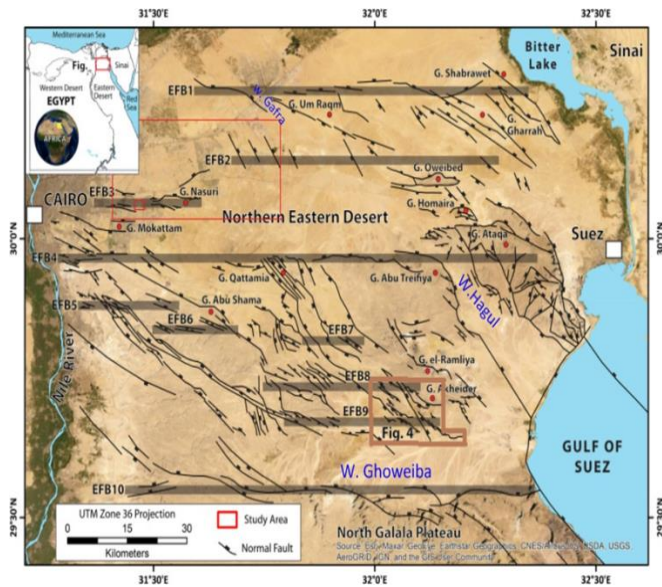 31°30'E
32°0'E
32°30'E
Mediterranean Sea
Fig.
Sinai
Western Desert
Eastern
Desert
EGYPT
Red
Sea
AFRICA
Bitter
Lake
Sinai
G. Shabrawet
EFB1
W. Gafra
G. Um Raqm
G.
Gharrah
EFB2
G. Oweibed
EFB3
G. Nasuri
CAIRO
G. Homaira
Northern Eastern Desert
G. Mokattam
G. Ataqa
Suez
30°0'N
30°0'N
EFB4
G. Qattamia
G. Abu Treifiya
W.Hagul
EFB5
G. Abu Shama
EFB6
EFB7
Nile River
G. el-Ramliya
EFB8
G. Akheider
EFB9
Fig. 4
GULF OF
SUEZ
W. Ghoweiba
EFB10
29°30'N
29°30'N
UTM Zone 36 Projection
0 15 30
Kilometers
Study Area
Normal Fault
North Galala Plateau
Source: Esri, Maxar, GeoEye, Earthstar Geographics, CNES/Airbus DS, USDA, USGS,
AeroGRID, IGN, and the GIS User Community
31°30'E
32°0'E
32°30'E